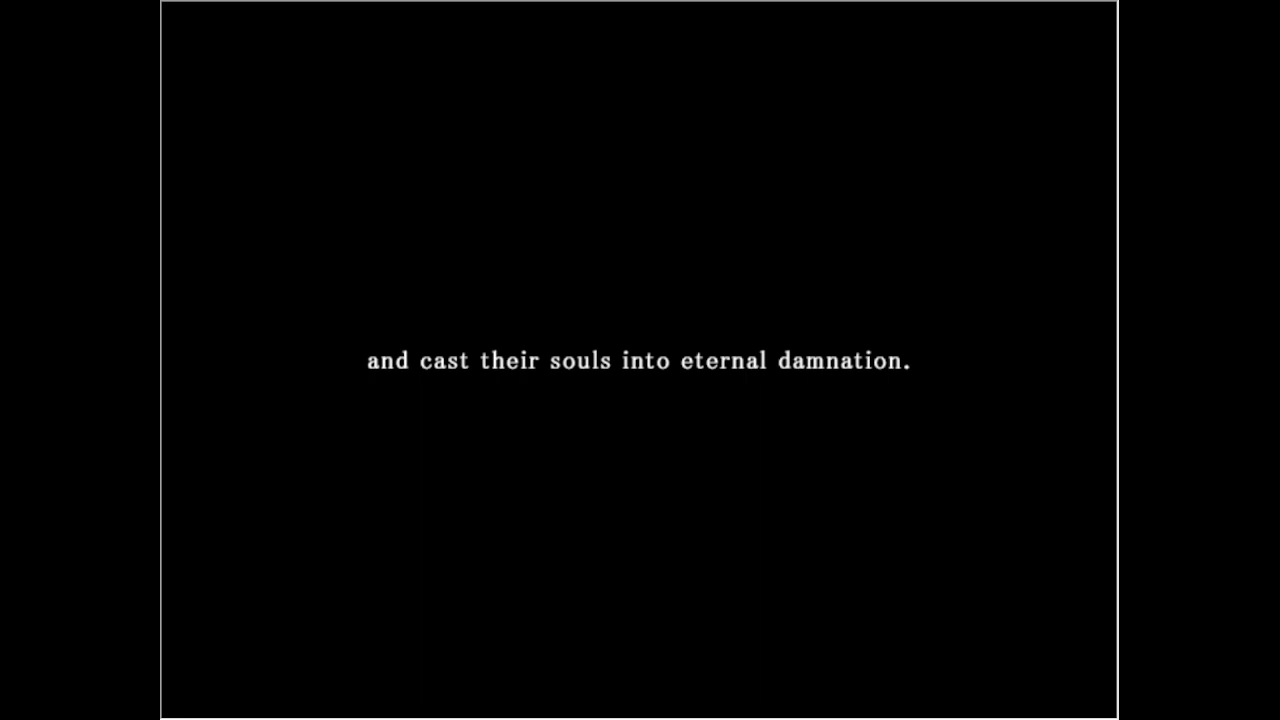 and cast their souls into eternal damnation.